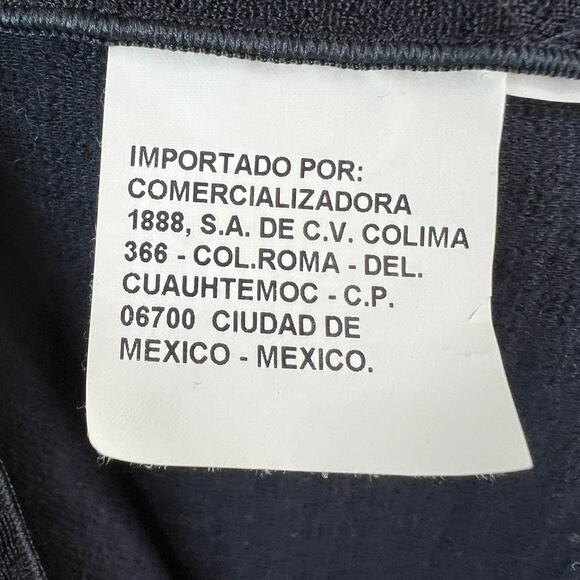 IMPORTADO POR:
COMERCIALIZADORA
1888, S.A. DE C.V. COLIMA
366 - COL.ROMA - DEL.
CUAUHTEMOC - C.P.
06700 CIUDAD DE
MEXICO - MEXICO.